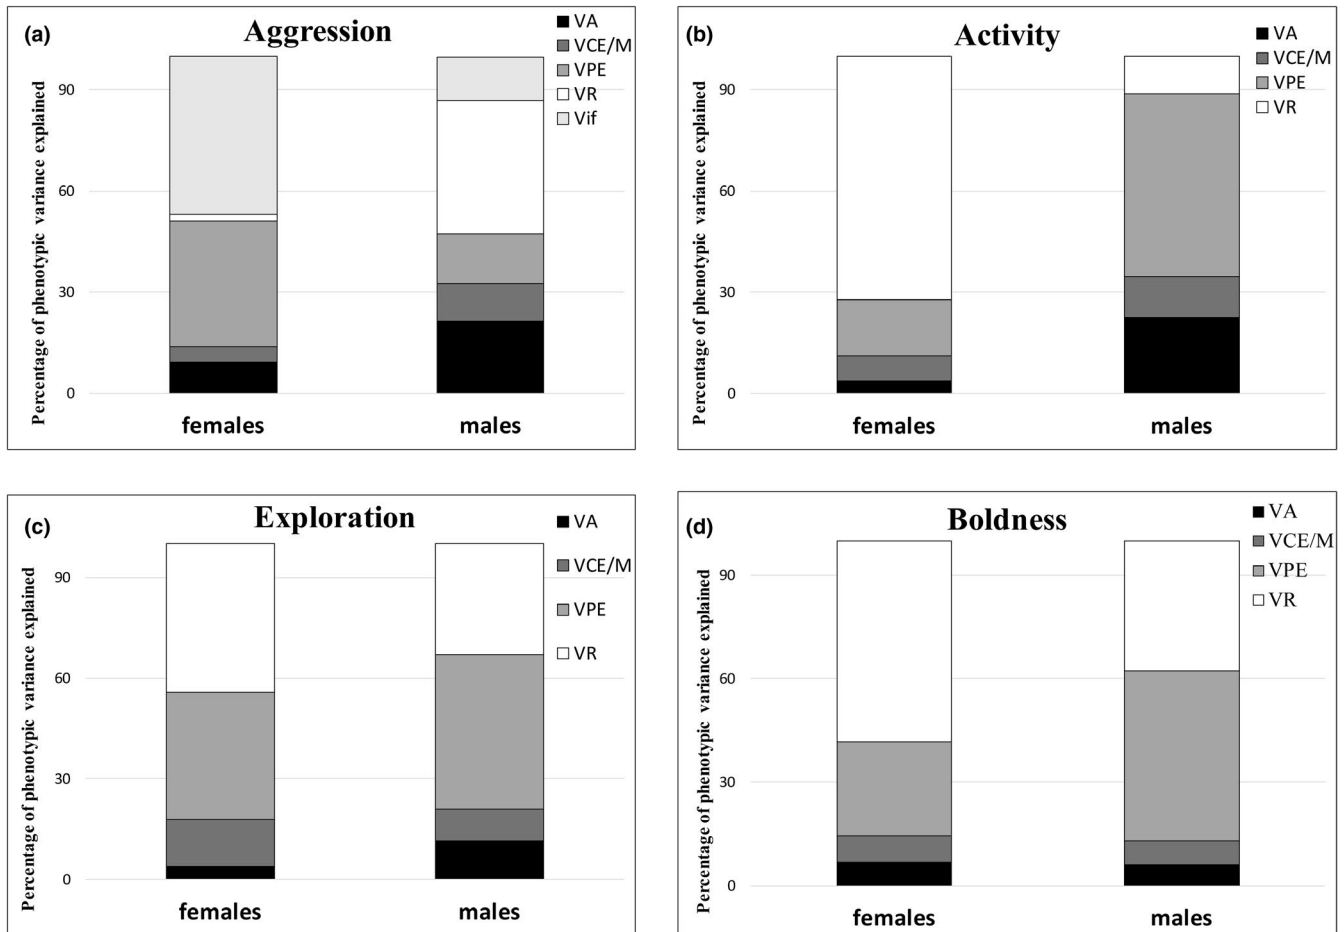 (a)
Aggression
VA
VCE/M
VPE
VR
Vif
Percentage of phenotypic variance explained
90
60
30
0
females
males
(b)
Activity
VA
VCE/M
VPE
VR
Percentage of phenotypic variance explained
90
60
30
0
females
males
(c)
Exploration
VA
VCE/M
VPE
VR
Percentage of phenotypic variance explained
90
60
30
0
females
males
(d)
Boldness
VA
VCE/M
VPE
VR
Percentage of phenotypic variance explained
90
60
30
0
females
males